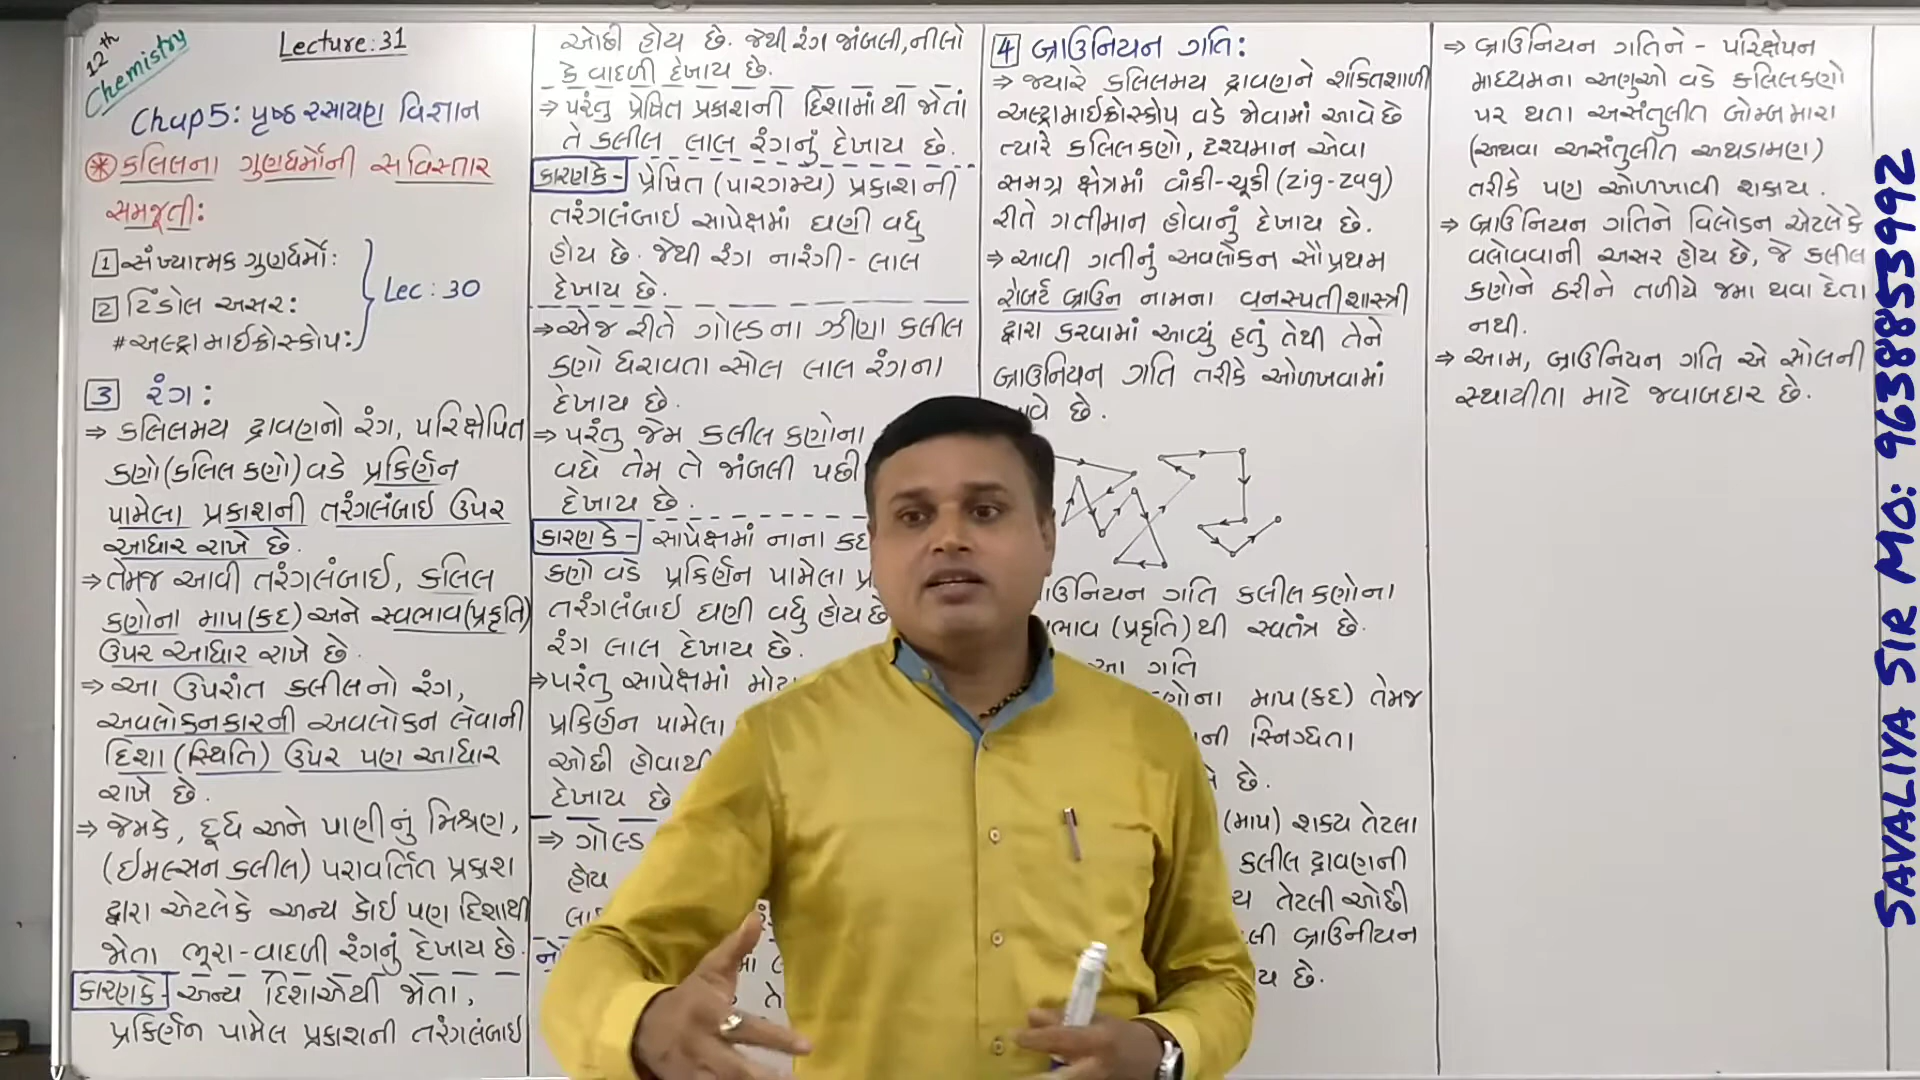 12th
Chemistry
Lecture:31
Chap5: પૃષ્ઠ રસાયણ વિજ્ઞાન
* કલિલના ગુણધર્મોની સવિસ્તાર
સમજૂતી:
1 સંખ્યાત્મક ગુણધર્મો:
2 ટિંડોલ અસર:
# અલ્ટ્રામાઈક્રોસ્કોપ:
Lec : 30
3 રંગ :
⇒ કલિલમય દ્રાવણનો રંગ, પરિક્ષેપિત
કણો(કલિલ કણો)વડે પ્રકિર્ણન
પામેલા પ્રકાશની તરંગલંબાઈ ઉપર
આધાર રાખે છે.
⇒ તેમજ આવી તરંગલંબાઈ, કલિલ
કણોના માપ(કદ) અને સ્વભાવ(પ્રકૃતિ)
ઉપર આધાર રાખે છે.
⇒ આ ઉપરાંત કલીલનો રંગ,
અવલોકનકારની અવલોકન લેવાની
દિશા (સ્થિતિ) ઉપર પણ આધાર
રાખે છે.
⇒ જેમકે, દૂધ અને પાણીનું મિશ્રણ,
(ઈમલ્સન કલીલ) પરાવર્તિત પ્રકાશ
દ્વારા એટલેકે અન્ય કોઈ પણ દિશાથી
જોતા ભૂરા-વાદળી રંગનું દેખાય છે.
કારણકે- અન્ય દિશાએથી જોતા,
પ્રકિર્ણન પામેલ પ્રકાશની તરંગલંબાઈ
ઓછી હોય છે. જેથી રંગ જાંબલી, નીલો
કે વાદળી દેખાય છે.
⇒ પરંતુ પ્રેષિત પ્રકાશની દિશામાંથી જોતાં
તે કલીલ લાલ રંગનું દેખાય છે.
કારણકે- પ્રેષિત (પારગમ્ય) પ્રકાશની
તરંગલંબાઈ સાપેક્ષમાં ઘણી વધુ
હોય છે. જેથી રંગ નારંગી-લાલ
દેખાય છે.
⇒ એજ રીતે ગોલ્ડના ઝીણા કલીલ
કણો ધરાવતા સોલ લાલ રંગના
દેખાય છે.
⇒ પરંતુ જેમ કલીલ કણોના
વધે તેમ તે જાંબલી પછી
દેખાય છે.
કારણકે- સાપેક્ષમાં નાના કદ
કણો વડે પ્રકિર્ણન પામેલા પ્ર
તરંગલંબાઈ ઘણી વધુ હોય છે
રંગ લાલ દેખાય છે.
⇒ પરંતુ સાપેક્ષમાં મોટા
પ્રકિર્ણન પામેલા
ઓછી હોવાથી
દેખાય છે
⇒ ગોલ્ડ
હોય
4 બ્રાઉનિયન ગતિ:
⇒ જ્યારે કલિલમય દ્રાવણને શક્તિશાળી
અલ્ટ્રામાઈક્રોસ્કોપ વડે જોવામાં આવે છે
ત્યારે કલિલકણો, દૃશ્યમાન એવા
સમગ્ર ક્ષેત્રમાં વાંકી-ચૂકી (zig-zag)
રીતે ગતીમાન હોવાનું દેખાય છે.
⇒ આવી ગતીનું અવલોકન સૌપ્રથમ
રોબર્ટ બ્રાઉન નામના વનસ્પતીશાસ્ત્રી
દ્વારા કરવામાં આવ્યું હતું તેથી તેને
બ્રાઉનિયન ગતિ તરીકે ઓળખવામાં
આવે છે.
ઉનિયન ગતિ કલીલકણોના
ભાવ (પ્રકૃતિ)થી સ્વતંત્ર છે.
આ ગતિ
ણોના માપ(કદ) તેમજ
ની સ્નિગ્ધતા
છે.
(માપ) શક્ય તેટલા
કલીલ દ્રાવણની
ય તેટલી ઓછી
લી બ્રાઉનીયન
ય છે.
⇒ બ્રાઉનિયન ગતિને - પરિક્ષેપન
માધ્યમના અણુઓ વડે કલિલકણો
પર થતા અસંતુલીત બોમ્બમારા
(અથવા અસંતુલીત અથડામણ)
તરીકે પણ ઓળખાવી શકાય.
⇒ બ્રાઉનિયન ગતિને વિલોડન એટલેકે
વલોવવાની અસર હોય છે, જે કલીલ
કણોને ઠરીને તળીયે જમા થવા દેતા
નથી.
⇒ આમ, બ્રાઉનિયન ગતિ એ સોલની
સ્થાયીતા માટે જવાબદાર છે.
SAVALIYA SIR MO: 9638853992